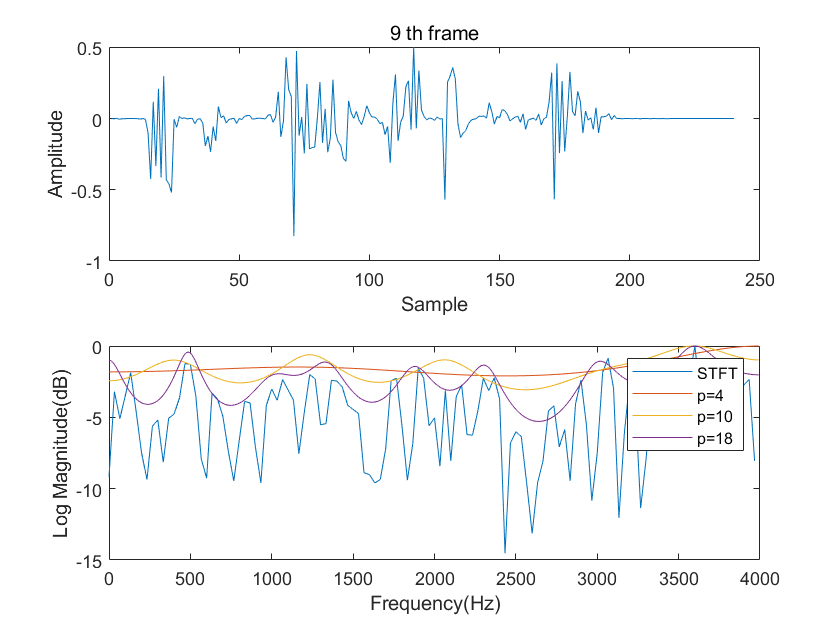 9 th frame
0.5
0
-0.5
-1
Amplitude
0 50 100 150 200 250
Sample
0
-5
-10
-15
Log Magnitude(dB)
STFT
p=4
p=10
p=18
0 500 1000 1500 2000 2500 3000 3500 4000
Frequency(Hz)